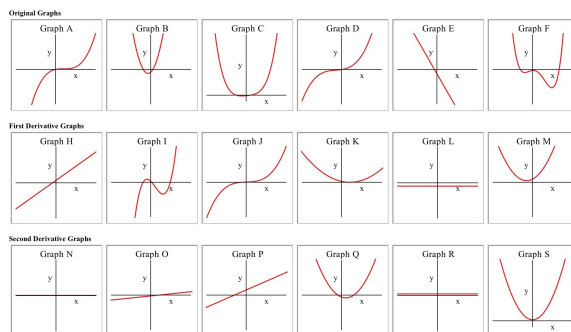 Original Graphs
Graph A Graph B Graph C Graph D Graph E Graph F
y y y y y y
x x x x x x
First Derivative Graphs
Graph H Graph I Graph J Graph K Graph L Graph M
y y y y y y
x x x x x x
Second Derivative Graphs
Graph N Graph O Graph P Graph Q Graph R Graph S
y y y y y y
x x x x x x